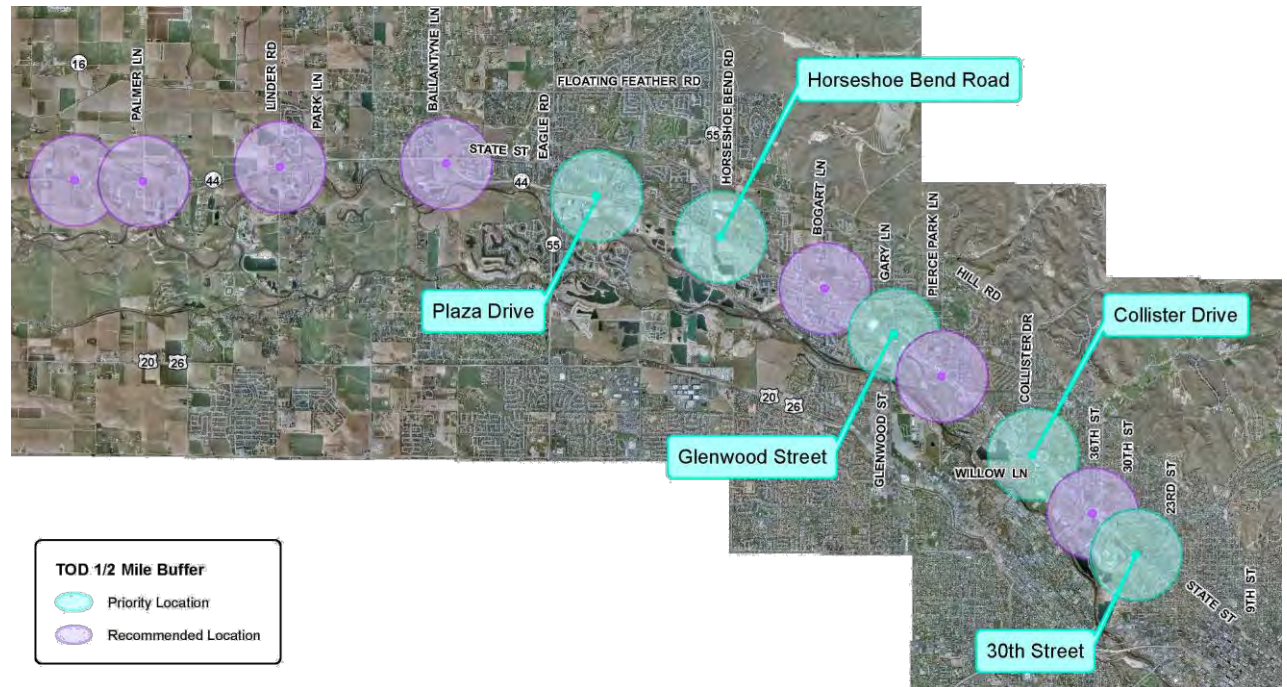 16
PALMER LN
LINDER RD
PARK LN
BALLANTYNE LN
FLOATING FEATHER RD
EAGLE RD
STATE ST
HORSESHOE BEND RD
55
Horseshoe Bend Road
44
44
55
BOGART LN
GARY LN
PIERCE PARK LN
HILL RD
Plaza Drive
Collister Drive
COLLISTER DR
20 26
20 26
GLENWOOD ST
Glenwood Street
WILLOW LN
36TH ST
30TH ST
23RD ST
9TH ST
STATE ST
30th Street
TOD 1/2 Mile Buffer
Priority Location
Recommended Location